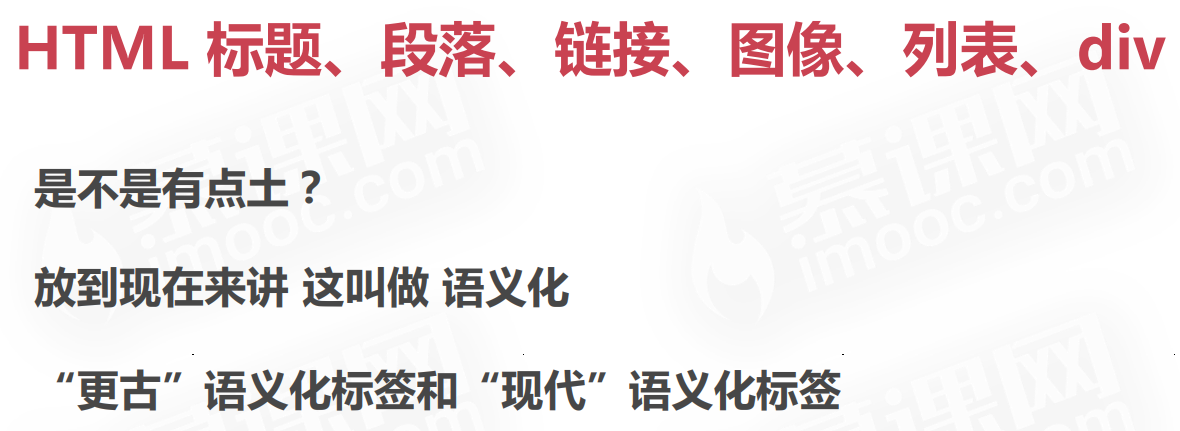 HTML 标题、段落、链接、图像、列表、div
是不是有点土？
放到现在来讲 这叫做 语义化
“更古”语义化标签和“现代”语义化标签
慕课网
imooc.com
慕课网
imooc.com